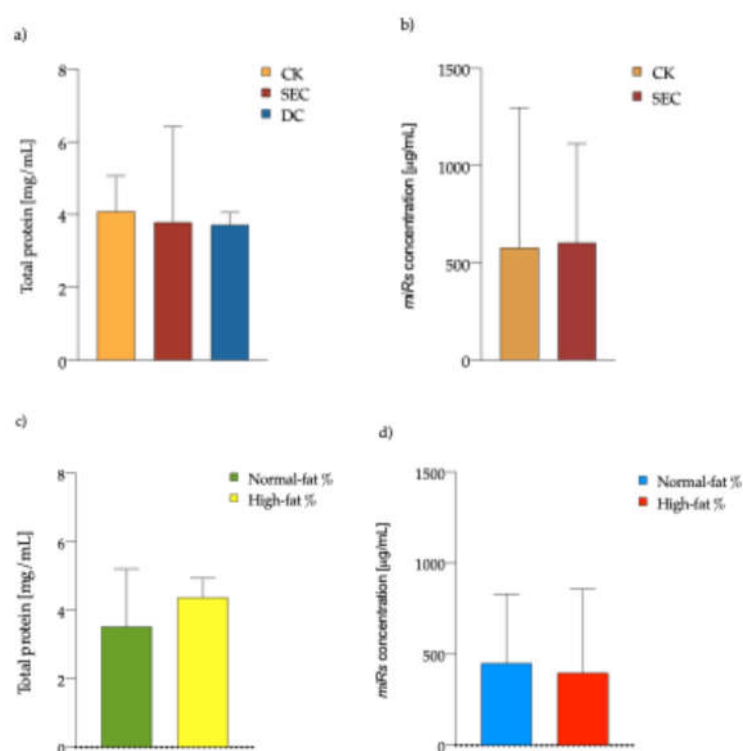 a)
8
6
4
2
0
Total protein [mg/mL]
CK
SEC
DC
b)
1500
1000
500
0
miRs concentration [µg/mL]
CK
SEC
c)
8
6
4
2
0
Total protein [mg/mL]
Normal-fat %
High-fat %
d)
1500
1000
500
0
miRs concentration [µg/mL]
Normal-fat %
High-fat %